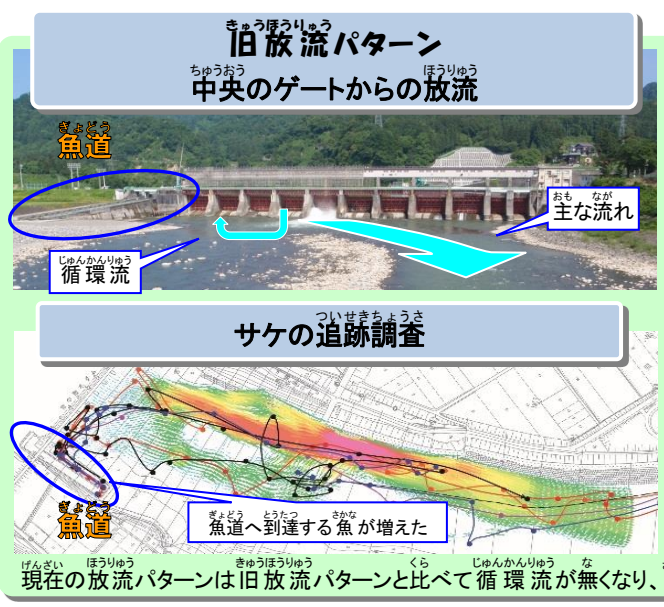 きゅうほうりゅう
旧放流パターン
ちゅうおう ほうりゅう
中央のゲートからの放流
ぎょどう
魚道
おも なが
主な流れ
じゅんかんりゅう
循環流
ついせきちょうさ
サケの追跡調査
ぎょどう
魚道
ぎょどう とうたつ さかな
魚道へ到達する魚が増えた
げんざい ほうりゅう きゅうほうりゅう くら じゅんかんりゅう な
現在の放流パターンは旧放流パターンと比べて循環流が無くなり、